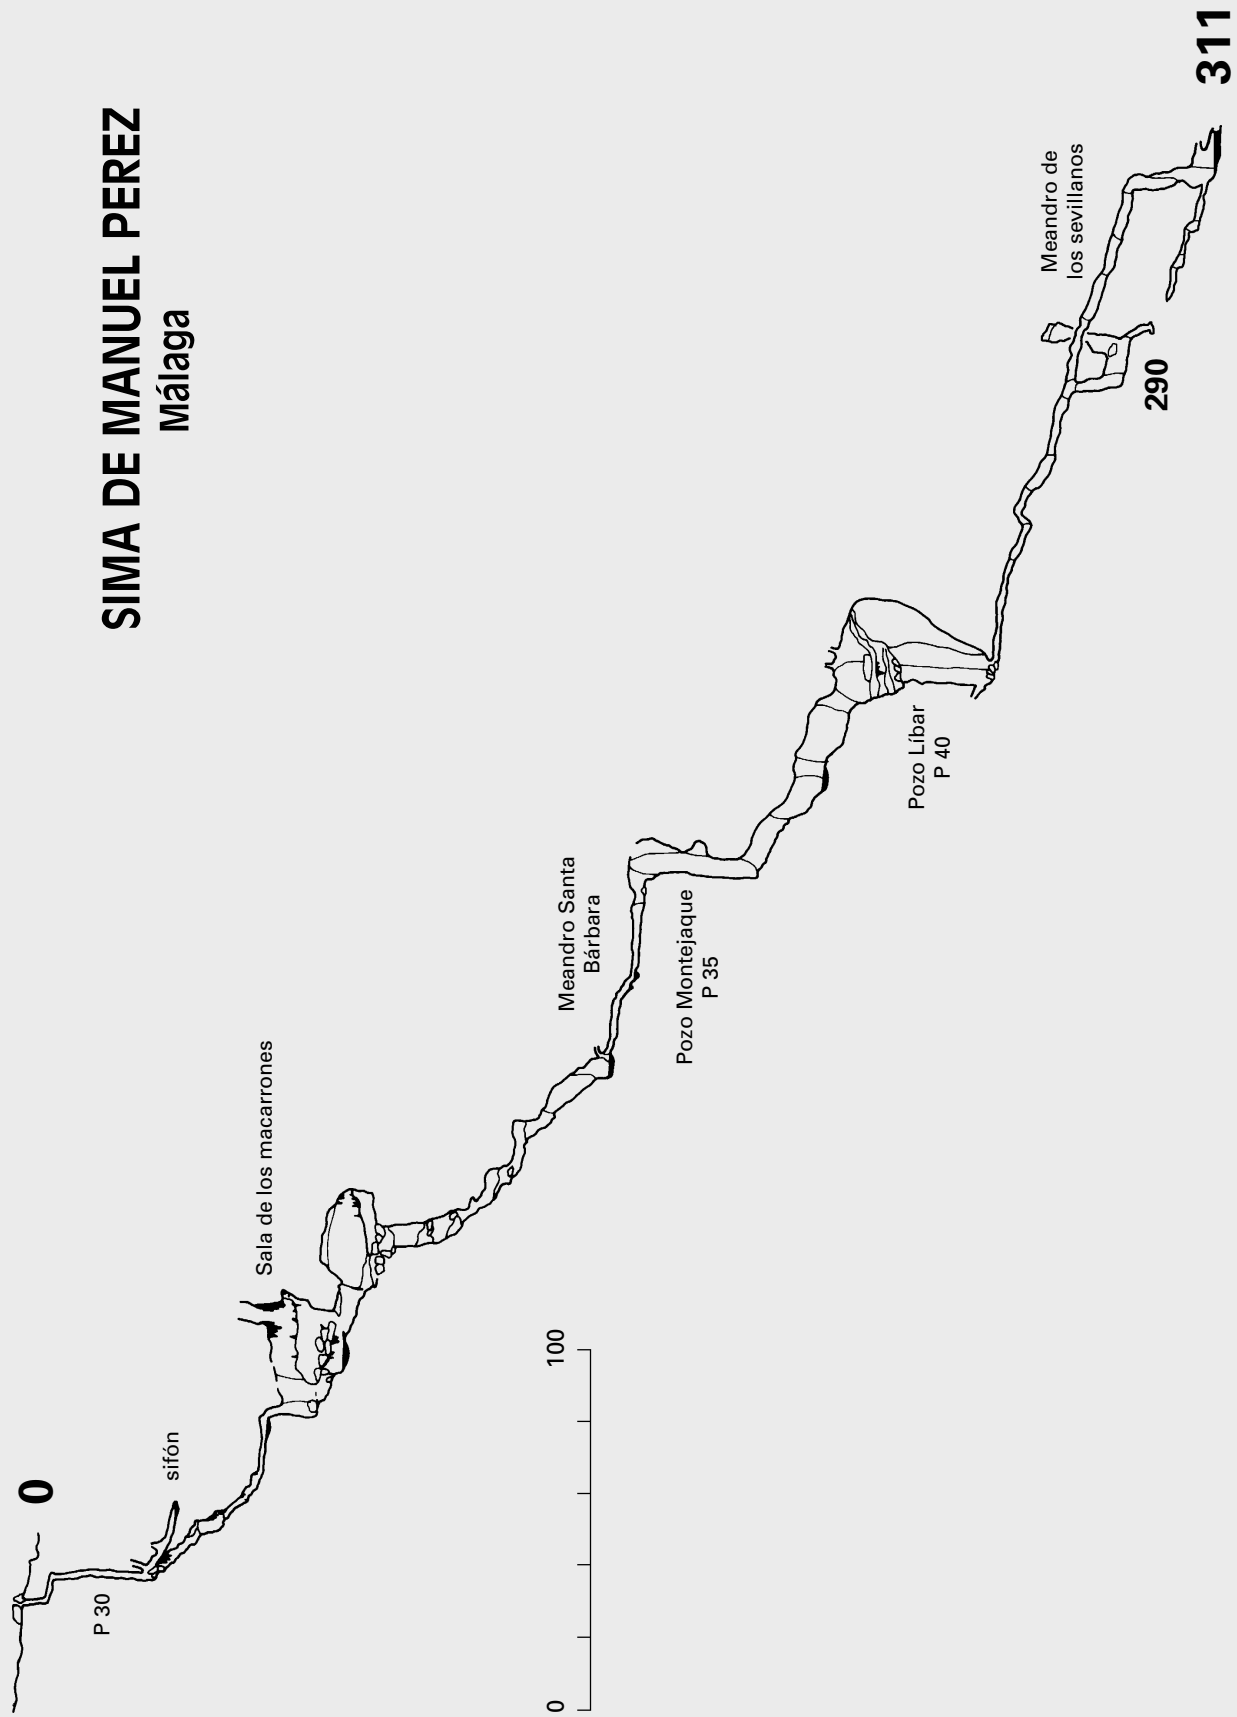 SIMA DE MANUEL PEREZ
Málaga
0
P 30
sifón
Sala de los macarrones
Meandro Santa
Bárbara
Pozo Montejaque
P 35
Pozo Líbar
P 40
Meandro de
los sevillanos
290
311
0
100